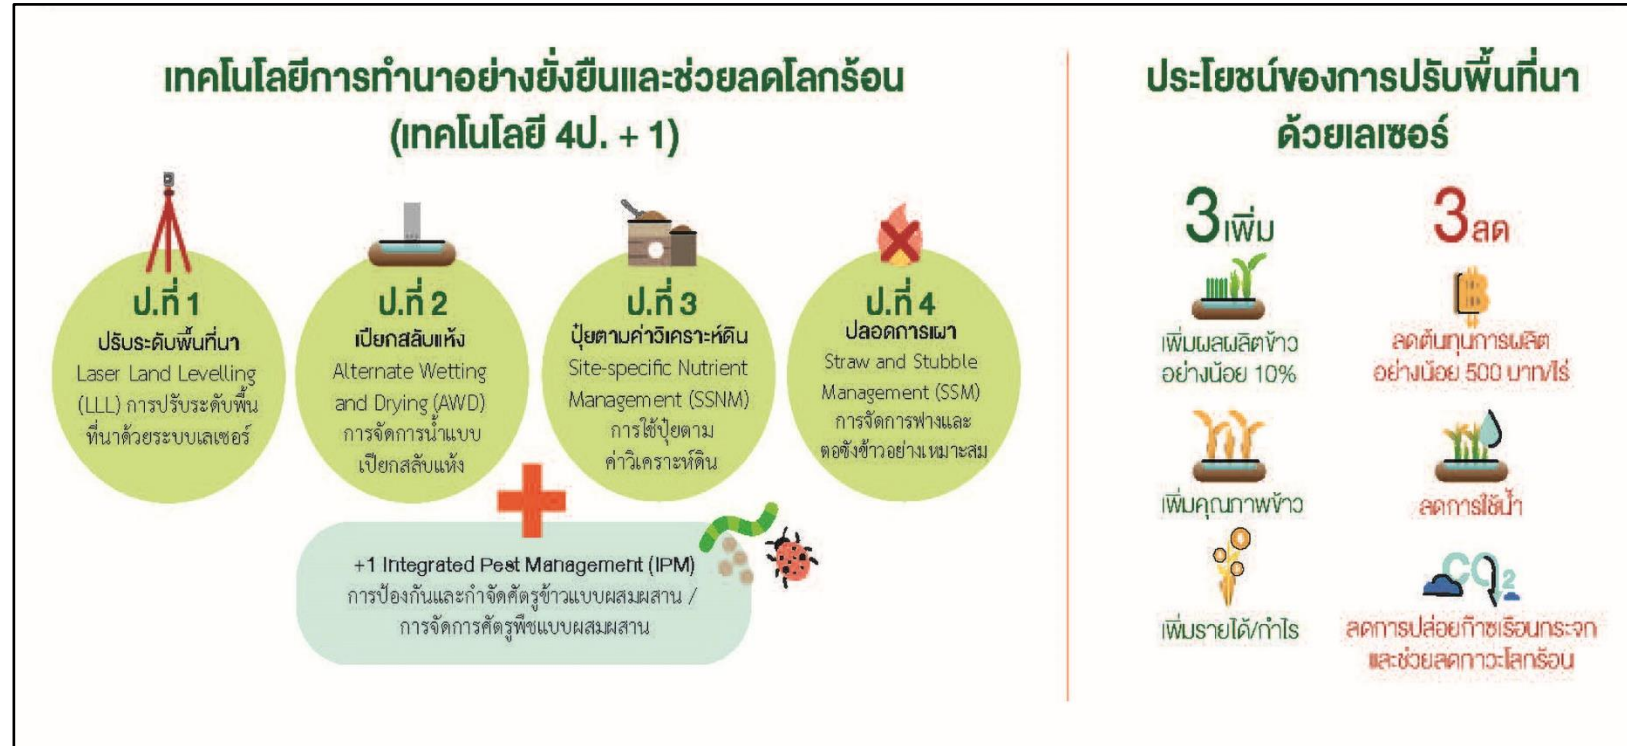 เทคโนโลยีการทำนาอย่างยั่งยืนและช่วยลดโลกร้อน
(เทคโนโลยี 4ป. + 1)
ป.ที่ 1
ปรับระดับพื้นที่นา
Laser Land Levelling
(LLL) การปรับระดับพื้น
ที่นาด้วยระบบเลเซอร์
ป.ที่ 2
เปียกสลับแห้ง
Alternate Wetting
and Drying (AWD)
การจัดการน้ำแบบ
เปียกสลับแห้ง
ป.ที่ 3
ปุ๋ยตามค่าวิเคราะห์ดิน
Site-specific Nutrient
Management (SSNM)
การใช้ปุ๋ยตาม
ค่าวิเคราะห์ดิน
ป.ที่ 4
ปลอดการเผา
Straw and Stubble
Management (SSM)
การจัดการฟางและ
ตอซังข้าวอย่างเหมาะสม
+1 Integrated Pest Management (IPM)
การป้องกันและกำจัดศัตรูข้าวแบบผสมผสาน /
การจัดการศัตรูพืชแบบผสมผสาน
ประโยชน์ของการปรับพื้นที่นา
ด้วยเลเซอร์
3เพิ่ม
เพิ่มผลผลิตข้าว
อย่างน้อย 10%
เพิ่มคุณภาพข้าว
เพิ่มรายได้/กำไร
3ลด
ลดต้นทุนการผลิต
อย่างน้อย 500 บาท/ไร่
ลดการใช้น้ำ
CO2
ลดการปล่อยก๊าซเรือนกระจก
และช่วยลดภาวะโลกร้อน